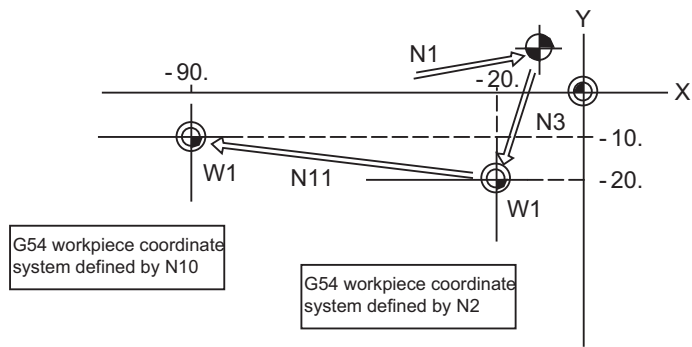 Y
N1
-90.
-20.
X
N3
-10.
W1
N11
-20.
W1
G54 workpiece coordinate
system defined by N10
G54 workpiece coordinate
system defined by N2